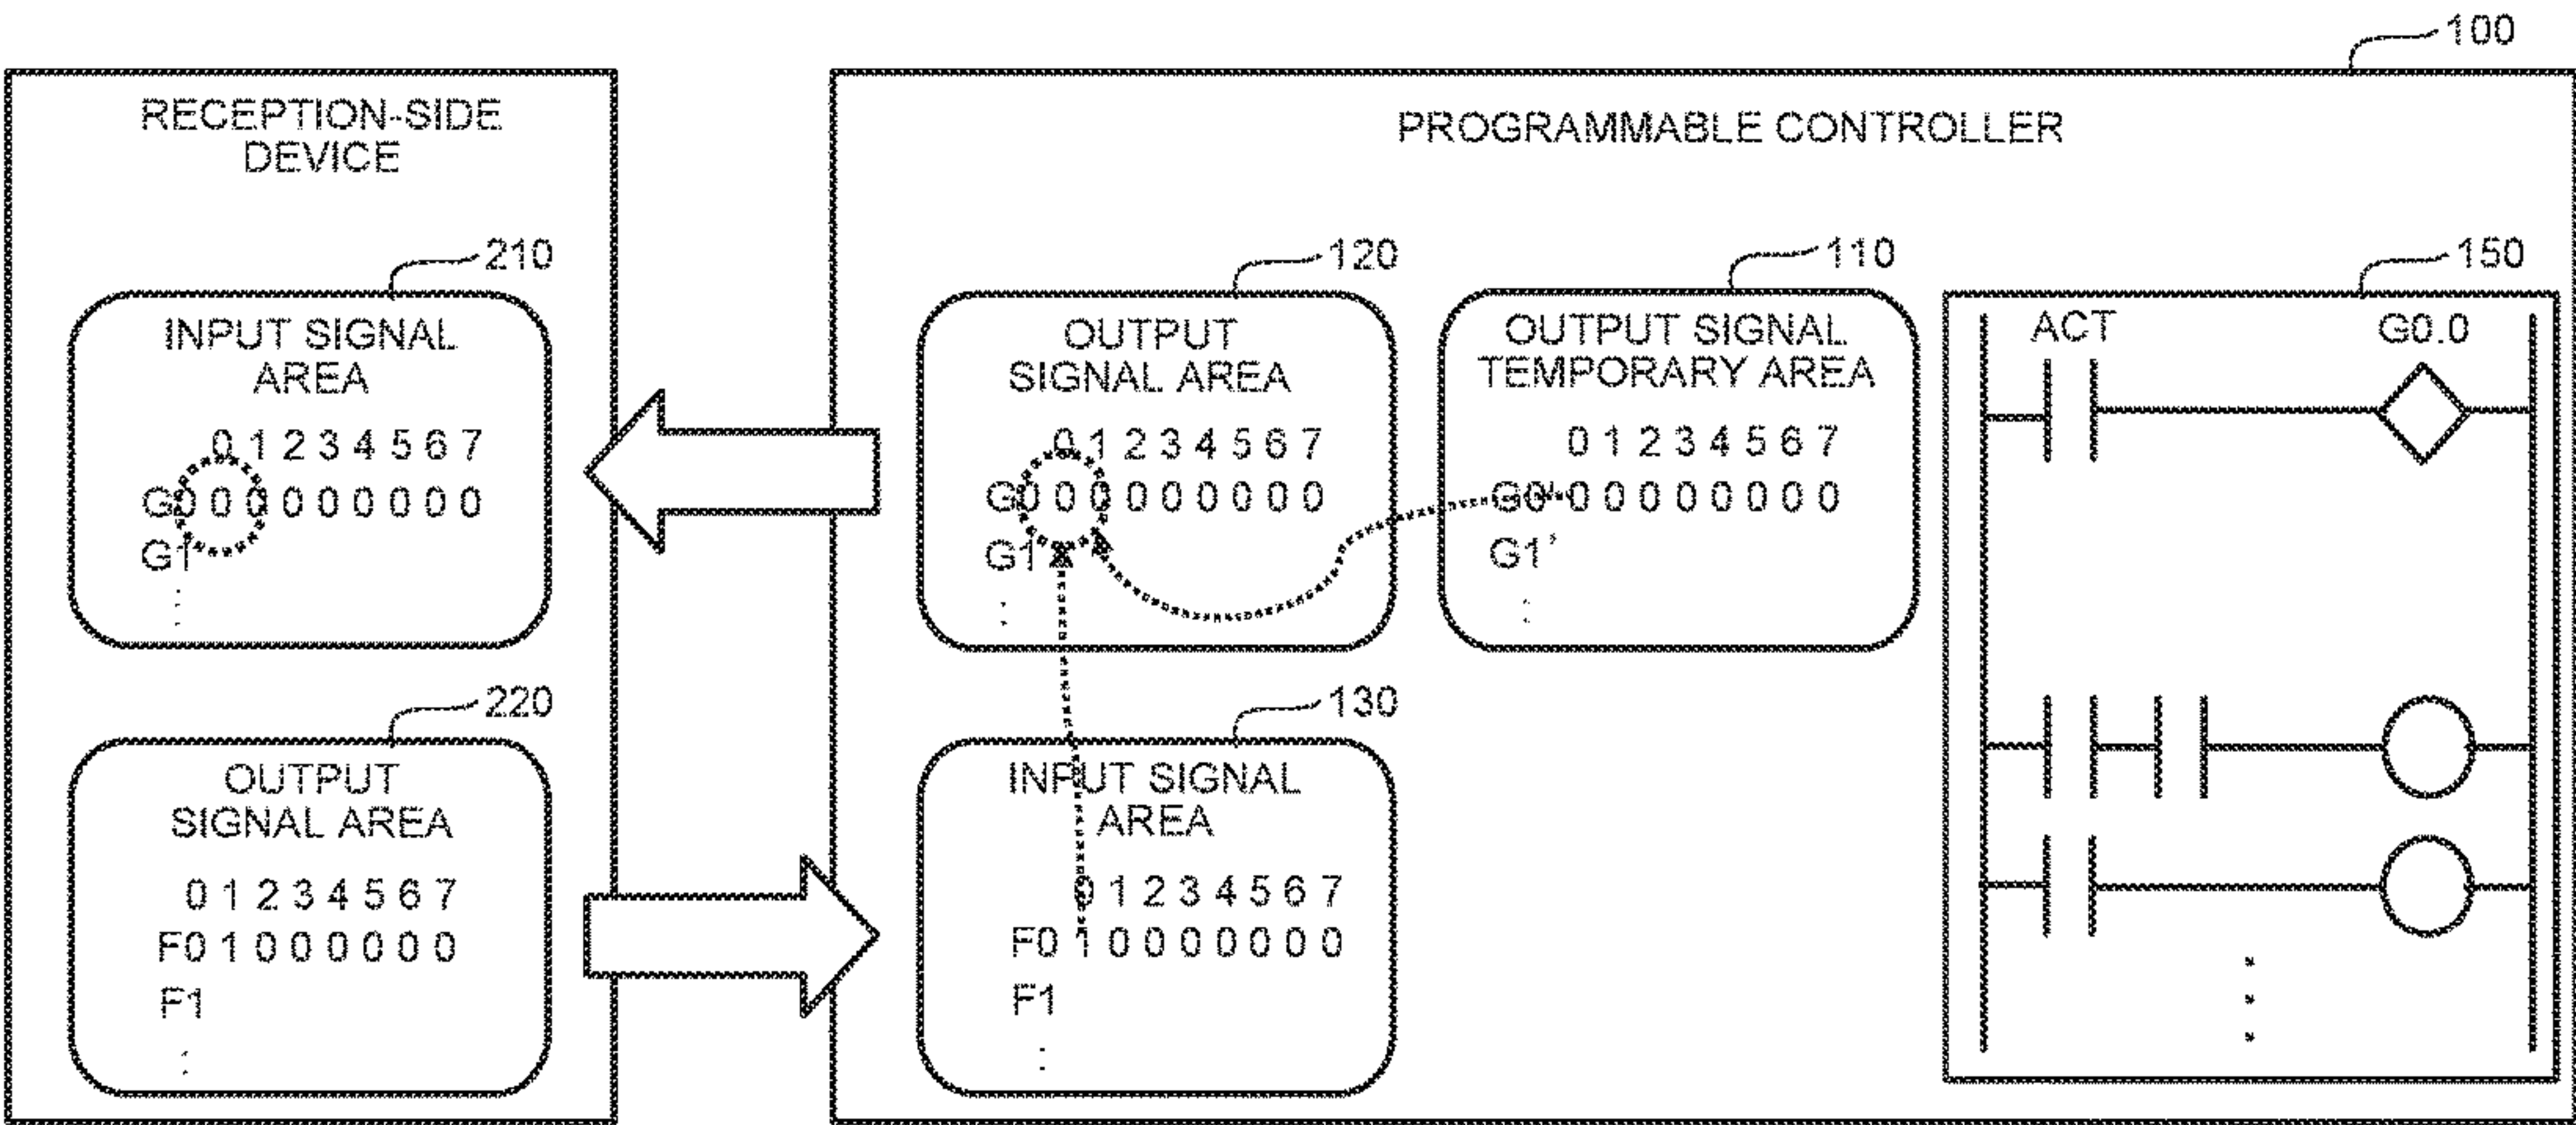 100
RECEPTION-SIDE
DEVICE
210
INPUT SIGNAL
AREA
0 1 2 3 4 5 6 7
G0 0 0 0 0 0 0 0 0
G1
220
OUTPUT
SIGNAL AREA
0 1 2 3 4 5 6 7
F0 1 0 0 0 0 0 0
F1
PROGRAMMABLE CONTROLLER
120
OUTPUT
SIGNAL AREA
0 1 2 3 4 5 6 7
G0 0 0 0 0 0 0 0 0
G1
110
OUTPUT SIGNAL
TEMPORARY AREA
0 1 2 3 4 5 6 7
G0' 0 0 0 0 0 0 0 0
G1'
130
INPUT SIGNAL
AREA
0 1 2 3 4 5 6 7
F0 1 0 0 0 0 0 0 0
F1
150
ACT G0.0